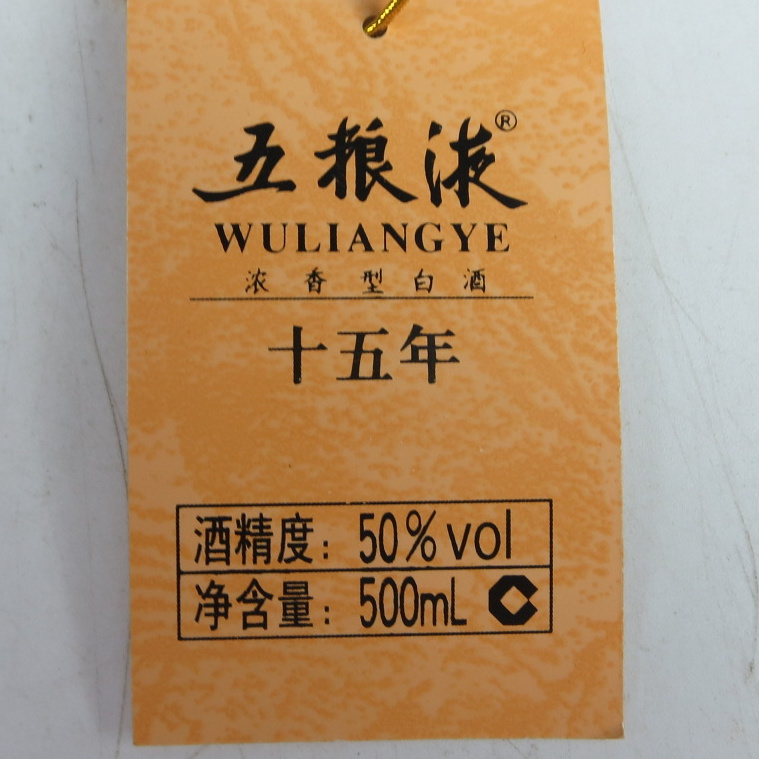 五粮液®
WULIANGYE
浓香型白酒
十五年
酒精度：50%vol
净含量：500mL